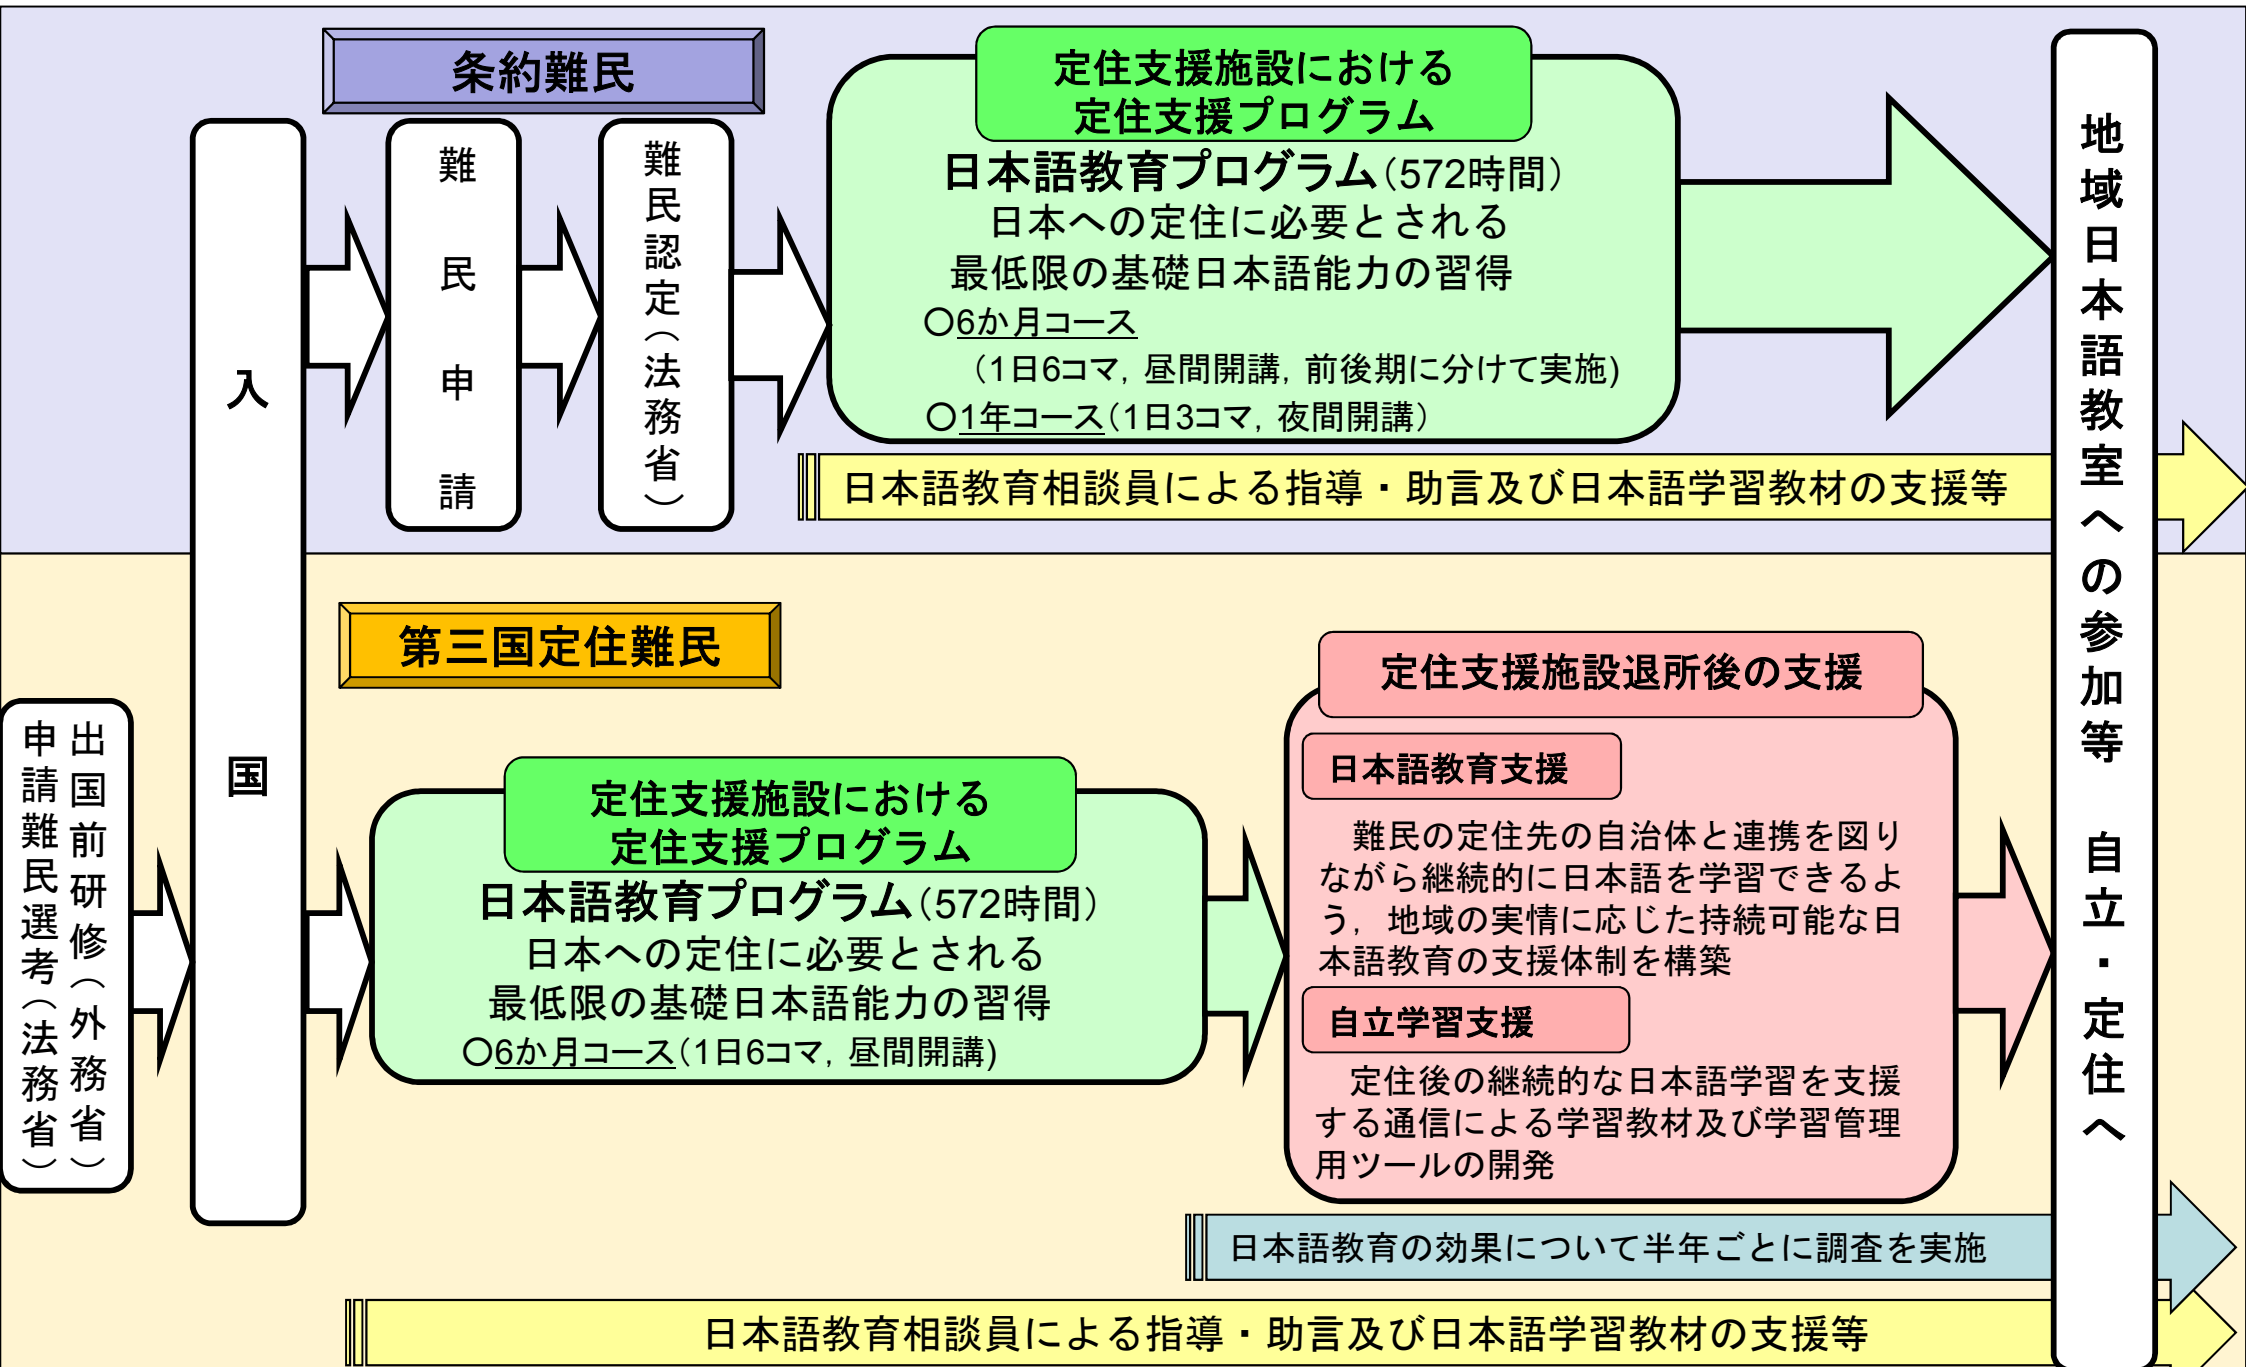 条約難民
入国
難民申請
難民認定（法務省）
定住支援施設における
定住支援プログラム
日本語教育プログラム（572時間）
日本への定住に必要とされる
最低限の基礎日本語能力の習得
○6か月コース
（1日6コマ，昼間開講，前後期に分けて実施）
○1年コース（1日3コマ，夜間開講）
日本語教育相談員による指導・助言及び日本語学習教材の支援等
地域日本語教室への参加等　自立・定住へ
第三国定住難民
出国前研修（外務省）
申請難民選考（法務省）
定住支援施設における
定住支援プログラム
日本語教育プログラム（572時間）
日本への定住に必要とされる
最低限の基礎日本語能力の習得
○6か月コース（1日6コマ，昼間開講）
定住支援施設退所後の支援
日本語教育支援
難民の定住先の自治体と連携を図り
ながら継続的に日本語を学習できるよ
う，地域の実情に応じた持続可能な日
本語教育の支援体制を構築
自立学習支援
定住後の継続的な日本語学習を支援
する通信による学習教材及び学習管理
用ツールの開発
日本語教育の効果について半年ごとに調査を実施
日本語教育相談員による指導・助言及び日本語学習教材の支援等